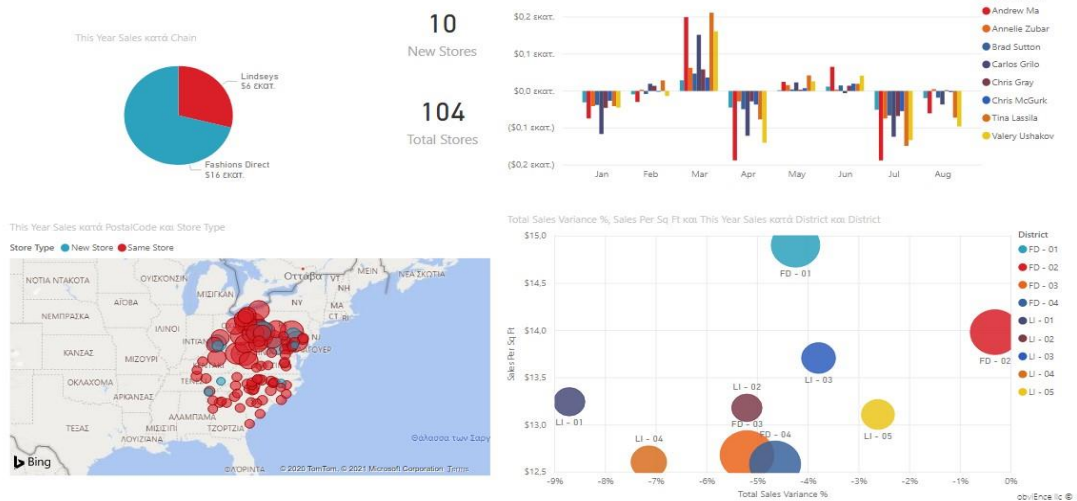 This Year Sales κατά Chain
Lindseys
$6 εκατ.
Fashions Direct
$16 εκατ.
10
New Stores
104
Total Stores
$0,2 εκατ.
$0,1 εκατ.
$0,0 εκατ.
($0,1 εκατ.)
($0,2 εκατ.)
Jan Feb Mar Apr May Jun Jul Aug
Andrew Ma
Annelie Zubar
Brad Sutton
Carlos Grilo
Chris Gray
Chris McGurk
Tina Lassila
Valery Ushakov
This Year Sales κατά PostalCode και Store Type
Store Type New Store Same Store
ΝΟΤΙΑ ΝΤΑΚΟΤΑ
ΟΥΙΣΚΟΝΣΙΝ
Οττάβα
VT
ΜΕΙΝ
ΝΕΑ ΣΚΟΤΙΑ
NH
ΜΙΣΙΓΚΑΝ
NY
MA
ΑΪΟΒΑ
CT
RI
ΝΕΜΠΡΑΣΚΑ
ΙΛΙΝΟΙ
NJ
ΚΑΝΣΑΣ
ΜΙΖΟΥΡΙ
ΟΚΛΑΧΟΜΑ
ΑΡΚΑΝΣΑΣ
ΑΛΑΜΠΑΜΑ
ΤΕΞΑΣ
ΜΙΣΙΣΙΠΙ
ΤΖΟΡΤΖΙΑ
ΛΟΥΙΖΙΑΝΑ
Θάλασσα των Σαργ
ΦΛΟΡΙΝΤΑ
Bing
© 2020 TomTom, © 2021 Microsoft Corporation Terms
Total Sales Variance %, Sales Per Sq Ft και This Year Sales κατά District και District
Sales Per Sq Ft
$15,0
$14,5
$14,0
$13,5
$13,0
$12,5
FD - 01
FD - 02
LI - 03
LI - 02
LI - 01
FD - 03
FD - 04
LI - 05
LI - 04
-9% -8% -7% -6% -5% -4% -3% -2% -1% 0%
Total Sales Variance %
District
FD - 01
FD - 02
FD - 03
FD - 04
LI - 01
LI - 02
LI - 03
LI - 04
LI - 05
obviEnce llc ©